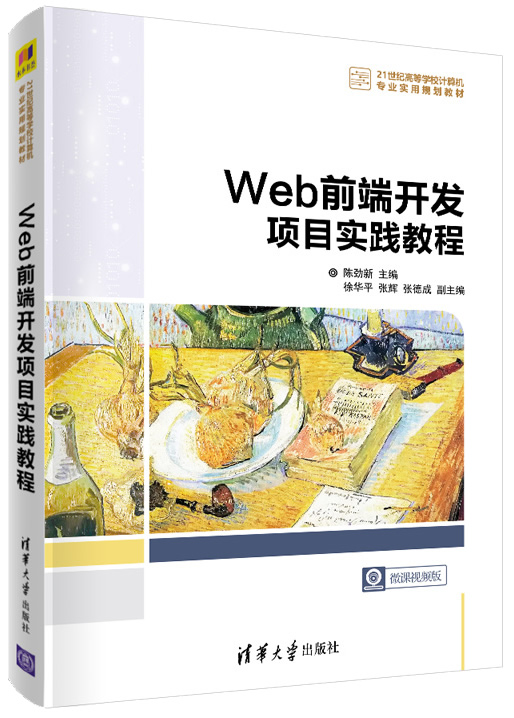 21世纪高等学校计算机
专业实用规划教材
Web前端开发
项目实践教程
陈劲新 主编
徐华平 张辉 张德成 副主编
微课视频版
清华大学出版社
21世纪高等学校计算机
专业实用规划教材
Web前端开发项目实践教程
清华大学出版社